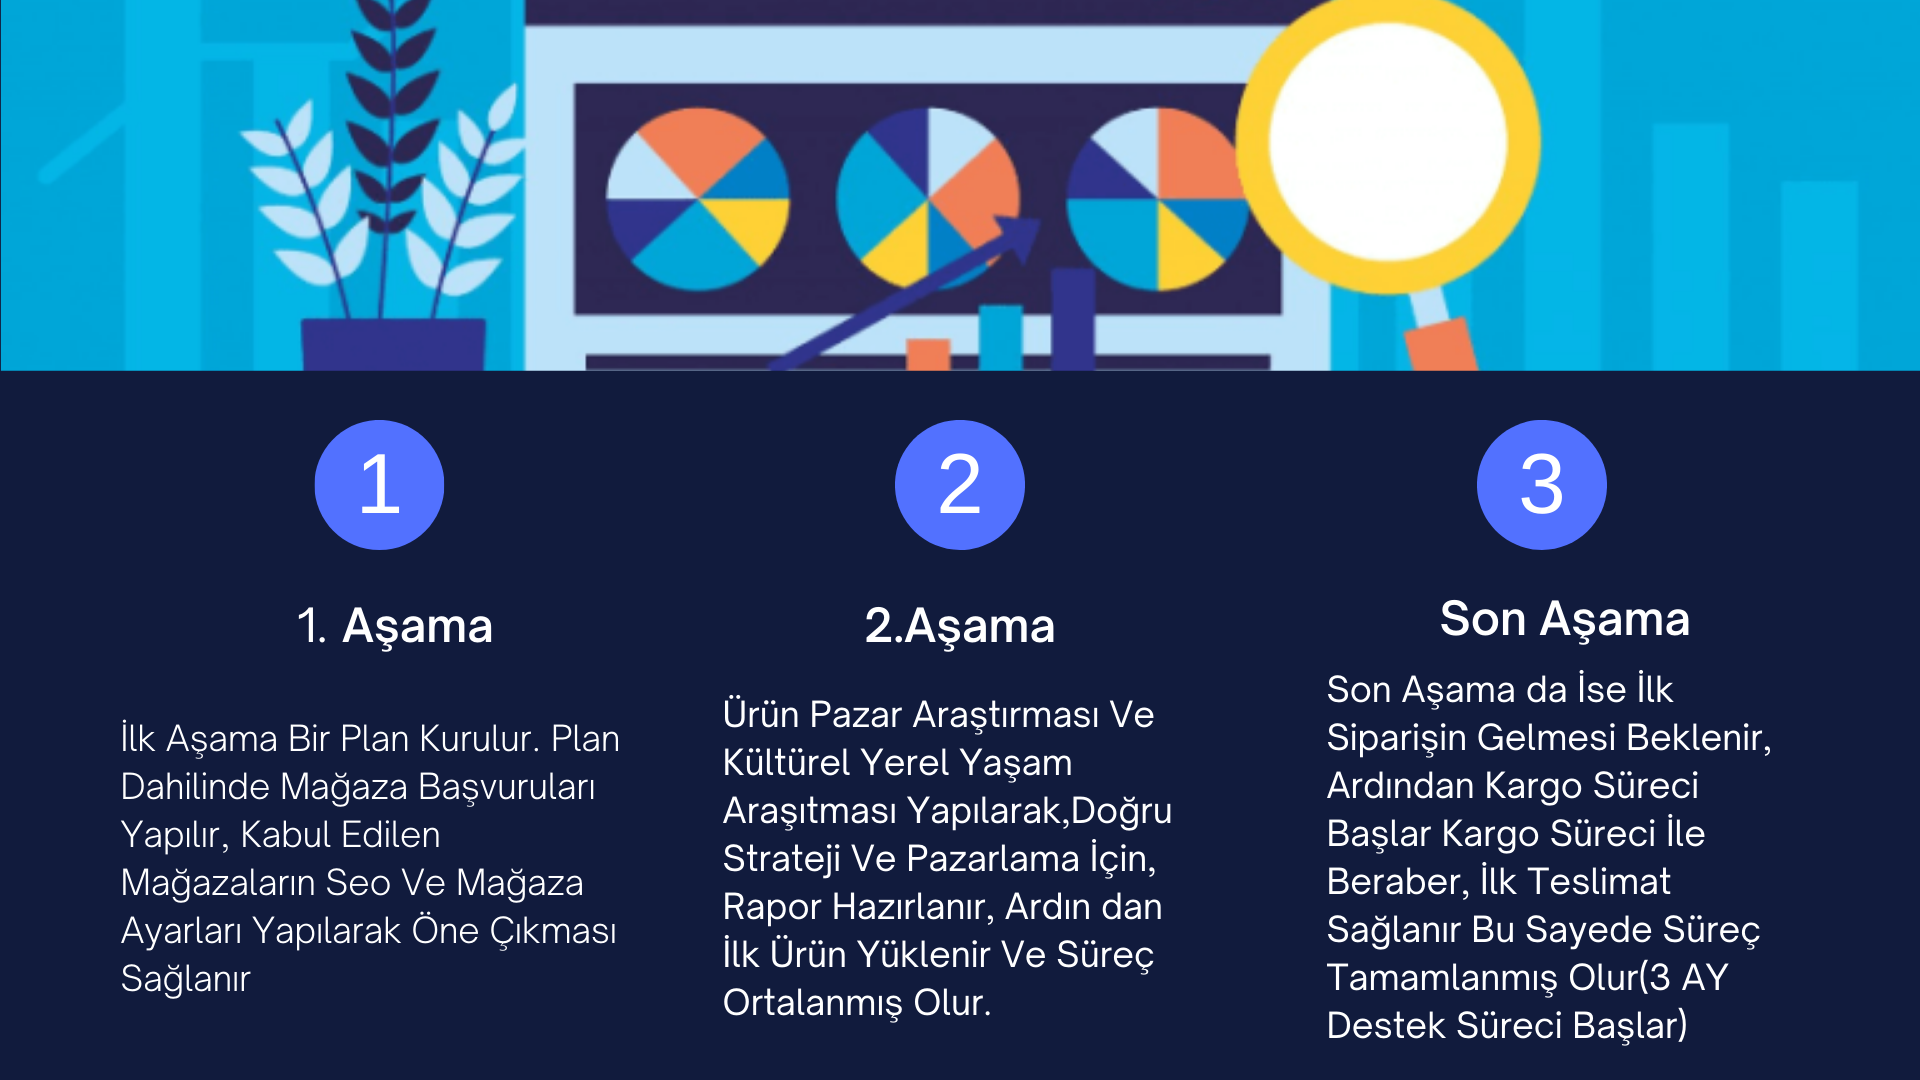 1
1. Aşama
İlk Aşama Bir Plan Kurulur. Plan
Dahilinde Mağaza Başvuruları
Yapılır, Kabul Edilen
Mağazaların Seo Ve Mağaza
Ayarları Yapılarak Öne Çıkması
Sağlanır
2
2.Aşama
Ürün Pazar Araştırması Ve
Kültürel Yerel Yaşam
Araşıtması Yapılarak,Doğru
Strateji Ve Pazarlama İçin,
Rapor Hazırlanır, Ardın dan
İlk Ürün Yüklenir Ve Süreç
Ortalanmış Olur.
3
Son Aşama
Son Aşama da İse İlk
Siparişin Gelmesi Beklenir,
Ardından Kargo Süreci
Başlar Kargo Süreci İle
Beraber, İlk Teslimat
Sağlanır Bu Sayede Süreç
Tamamlanmış Olur(3 AY
Destek Süreci Başlar)